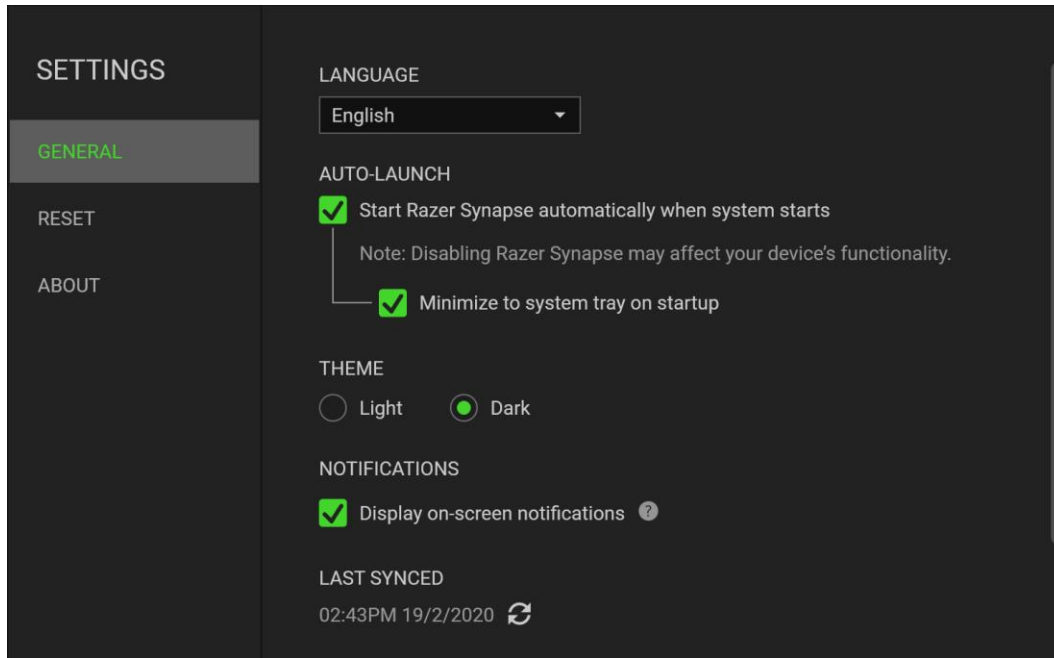 SETTINGS
GENERAL
RESET
ABOUT
LANGUAGE
English
AUTO-LAUNCH
Start Razer Synapse automatically when system starts
Note: Disabling Razer Synapse may affect your device’s functionality.
Minimize to system tray on startup
THEME
Light Dark
NOTIFICATIONS
Display on-screen notifications ?
LAST SYNCED
02:43PM 19/2/2020